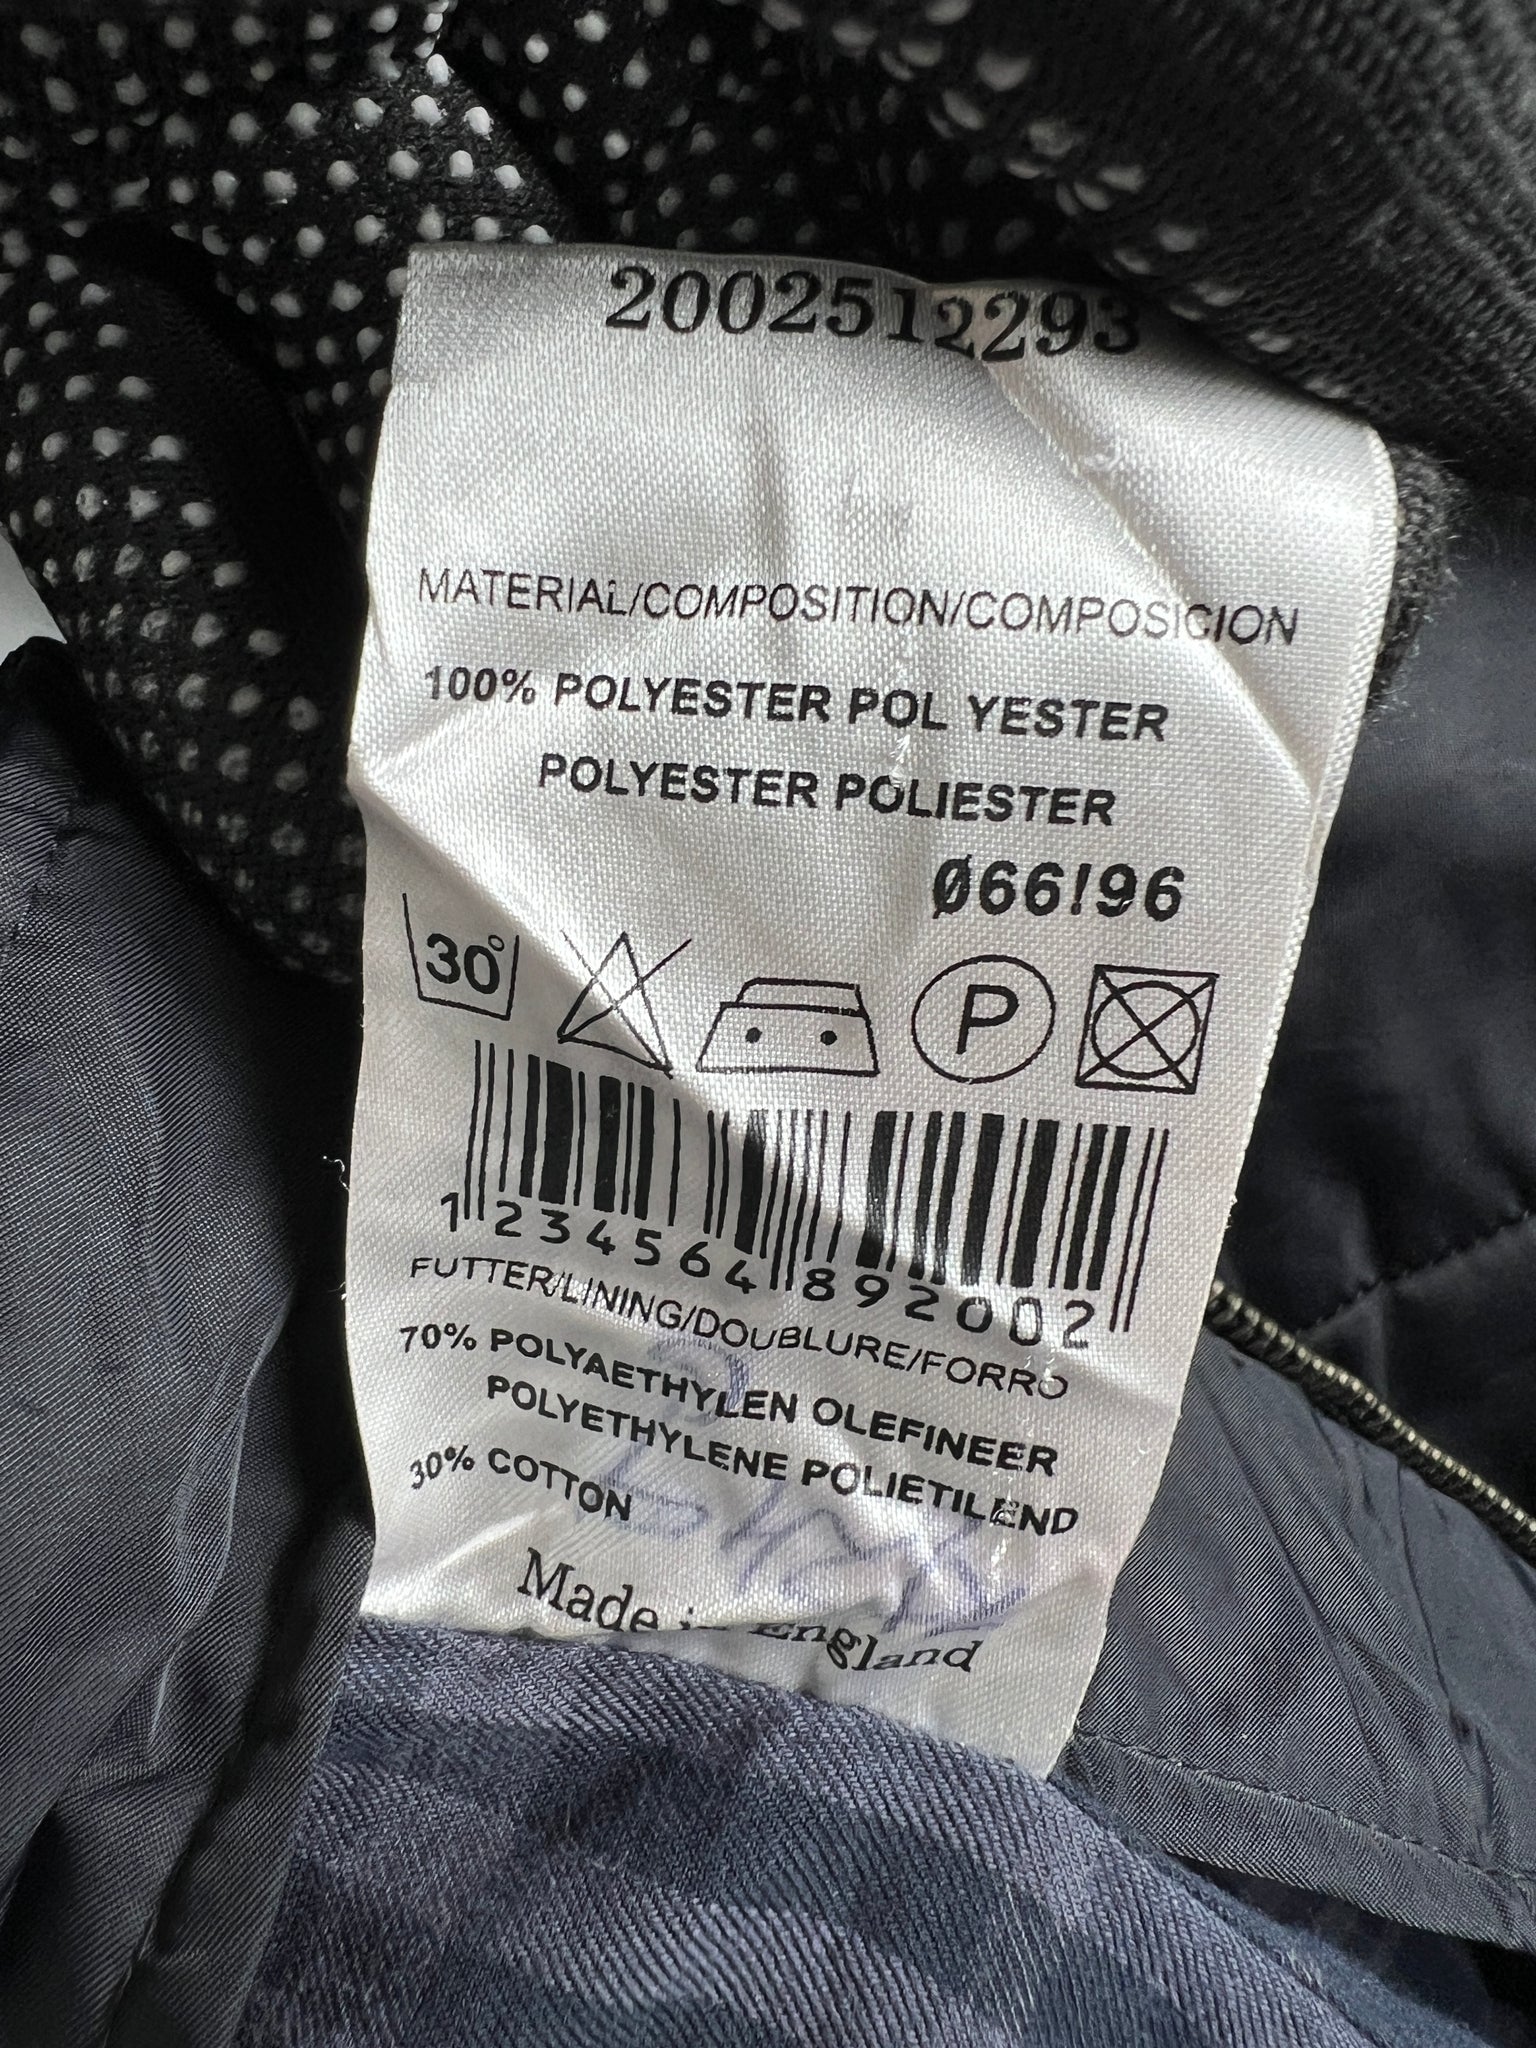 2002512293
MATERIAL/COMPOSITION/COMPOSICION
100% POLYESTER POL YESTER
POLYESTER POLIESTER
Ø66!96
30°
P
1 234564 892002
FUTTER/LINING/DOUBLURE/FORRO
70% POLYAETHYLEN OLEFINEER
POLYETHYLENE POLIETILEND
30% COTTON
Made in England